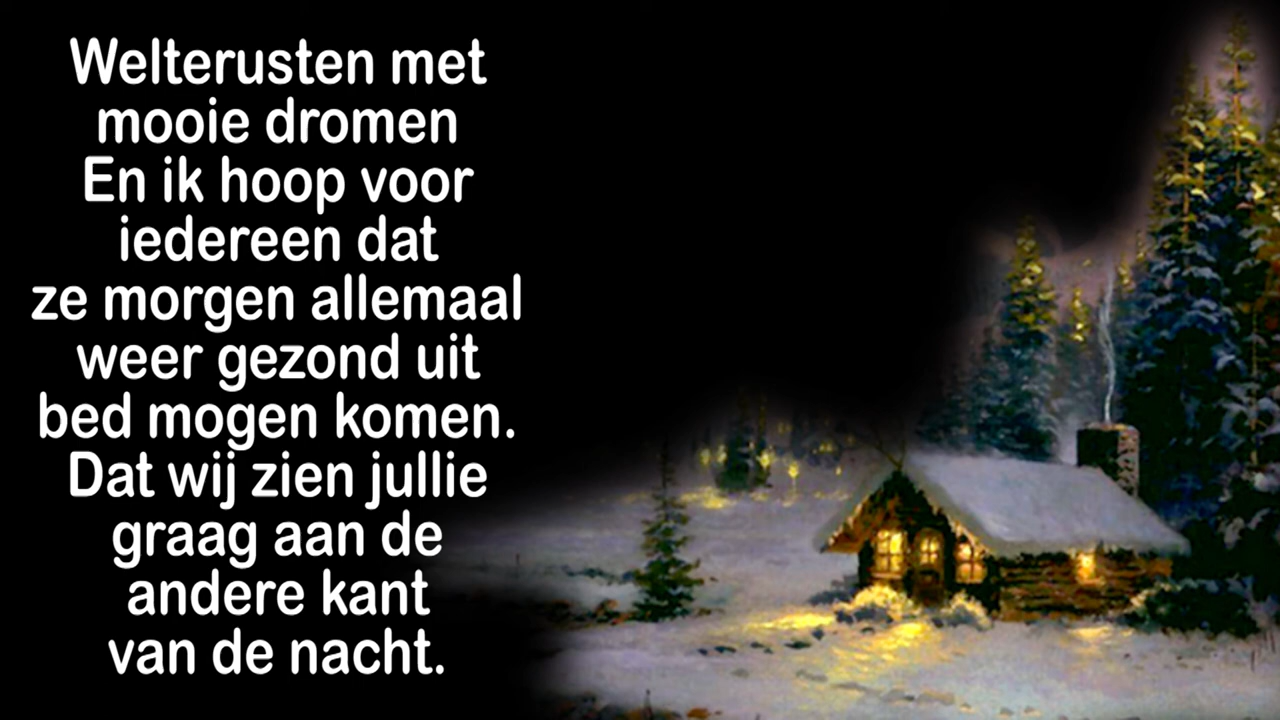 Welterusten met
mooie dromen
En ik hoop voor
iedereen dat
ze morgen allemaal
weer gezond uit
bed mogen komen.
Dat wij zien jullie
graag aan de
andere kant
van de nacht.